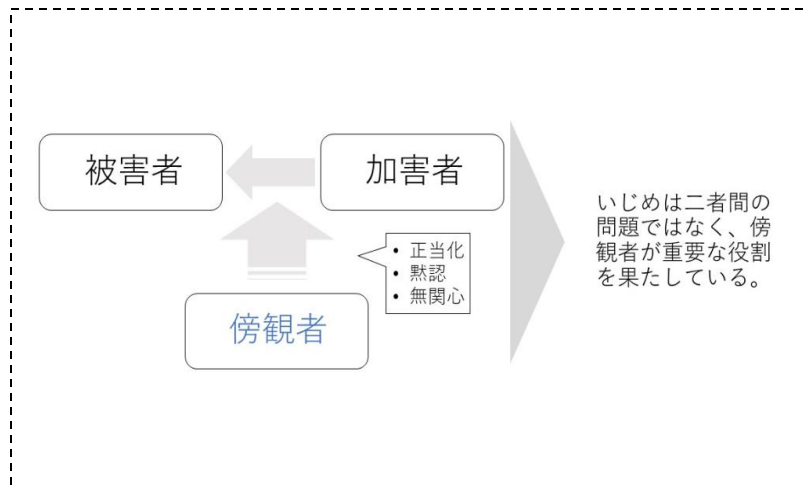 被害者
加害者
• 正当化
• 黙認
• 無関心
傍観者
いじめは二者間の
問題ではなく、傍
観者が重要な役割
を果たしている。